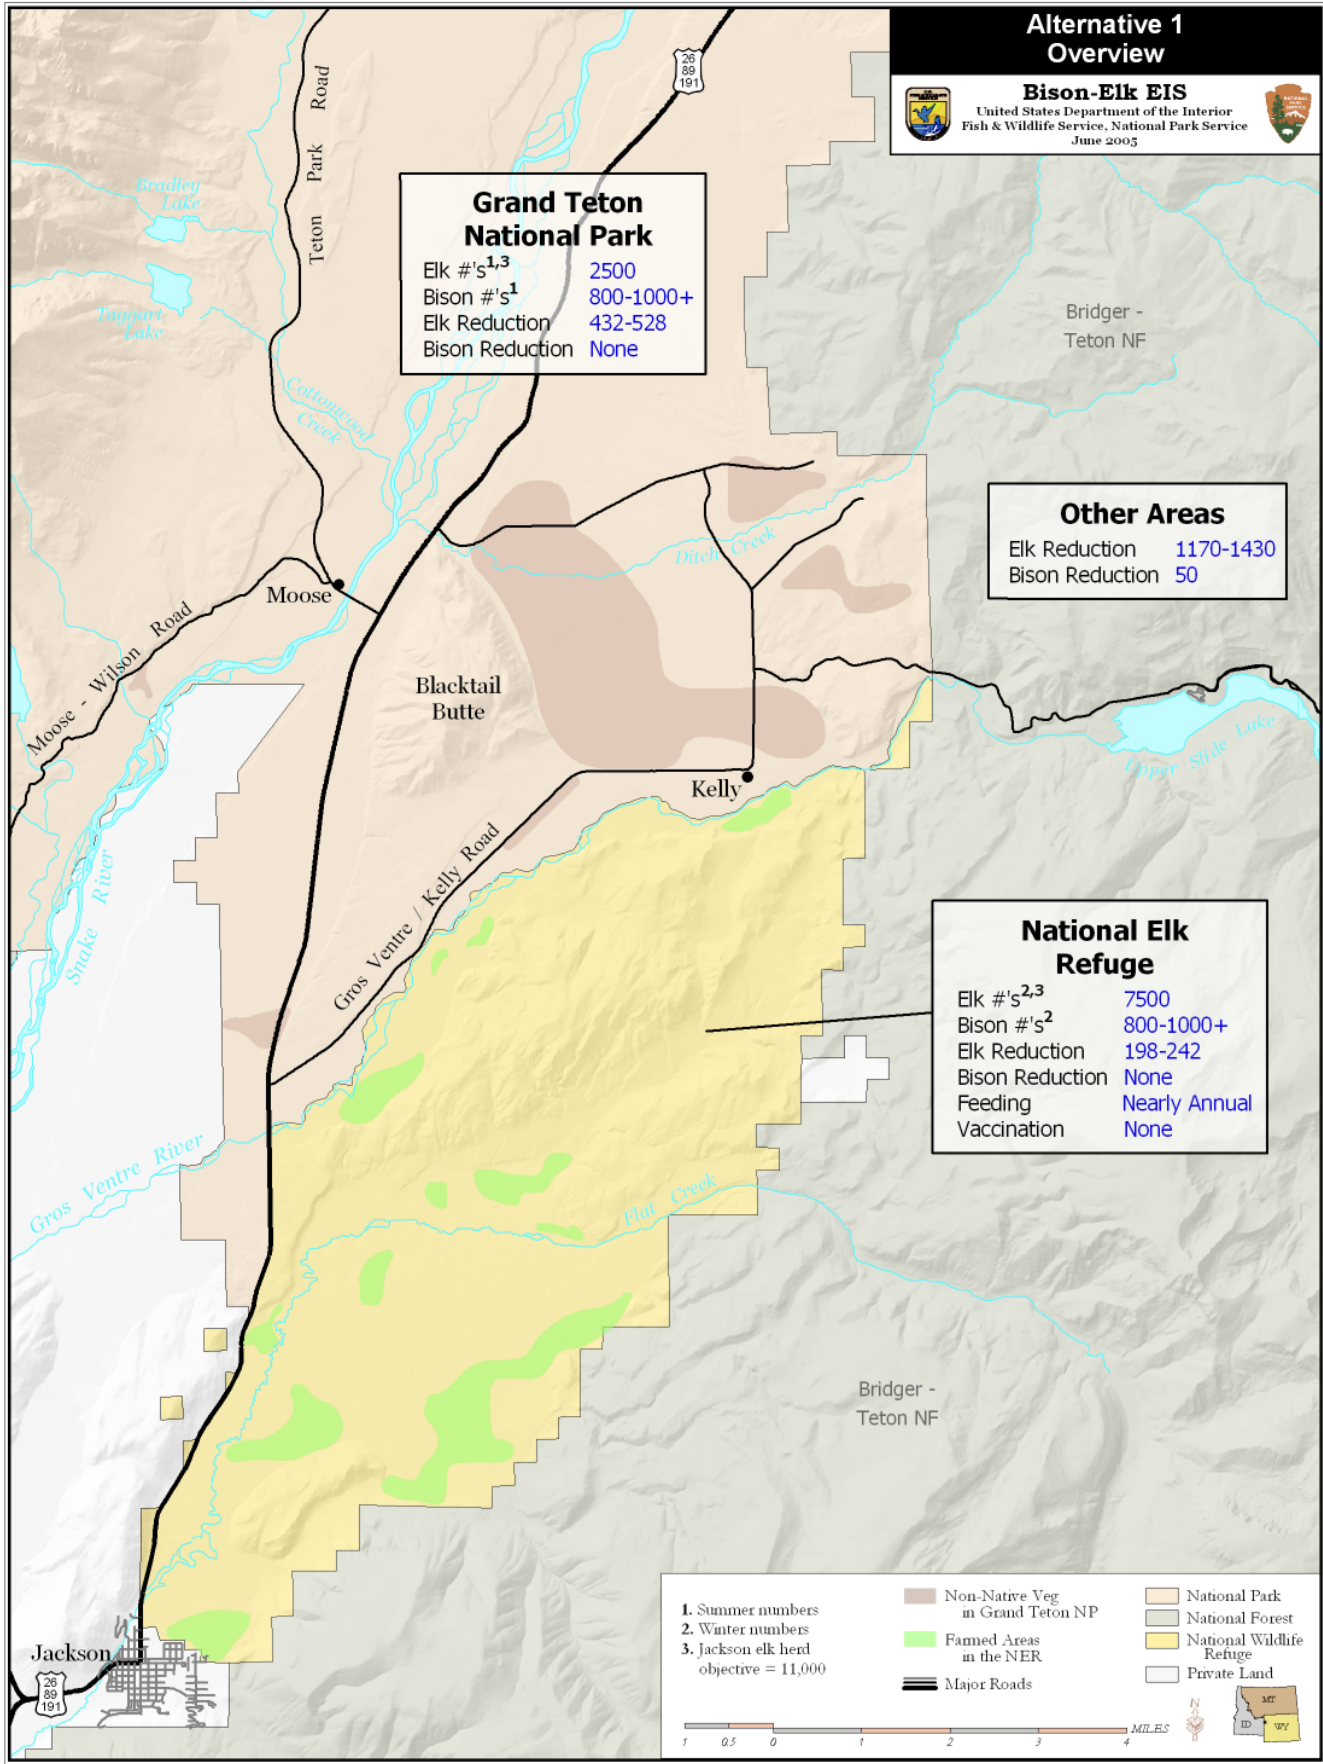 Alternative 1
Overview
Bison-Elk EIS
United States Department of the Interior
Fish & Wildlife Service, National Park Service
June 2005
26
89
191
Teton Park Road
Bradley
Lake
Taggart
Lake
Grand Teton
National Park
Elk #'s1,3 2500
Bison #'s1 800-1000+
Elk Reduction 432-528
Bison Reduction None
Bridger -
Teton NF
Cottonwood
Creek
Other Areas
Elk Reduction 1170-1430
Bison Reduction 50
Ditch Creek
Moose
Moose - Wilson Road
Blacktail
Butte
Upper Slide Lake
Kelly
Snake River
Gros Ventre / Kelly Road
National Elk
Refuge
Elk #'s2,3 7500
Bison #'s2 800-1000+
Elk Reduction 198-242
Bison Reduction None
Feeding Nearly Annual
Vaccination None
Gros Ventre River
Flat Creek
Bridger -
Teton NF
Jackson
26
89
191
1. Summer numbers
2. Winter numbers
3. Jackson elk herd
objective = 11,000
Non-Native Veg
in Grand Teton NP
Farmed Areas
in the NER
Major Roads
National Park
National Forest
National Wildlife
Refuge
Private Land
1 0.5 0 1 2 3 4 MILES
N
MT
ID
WY